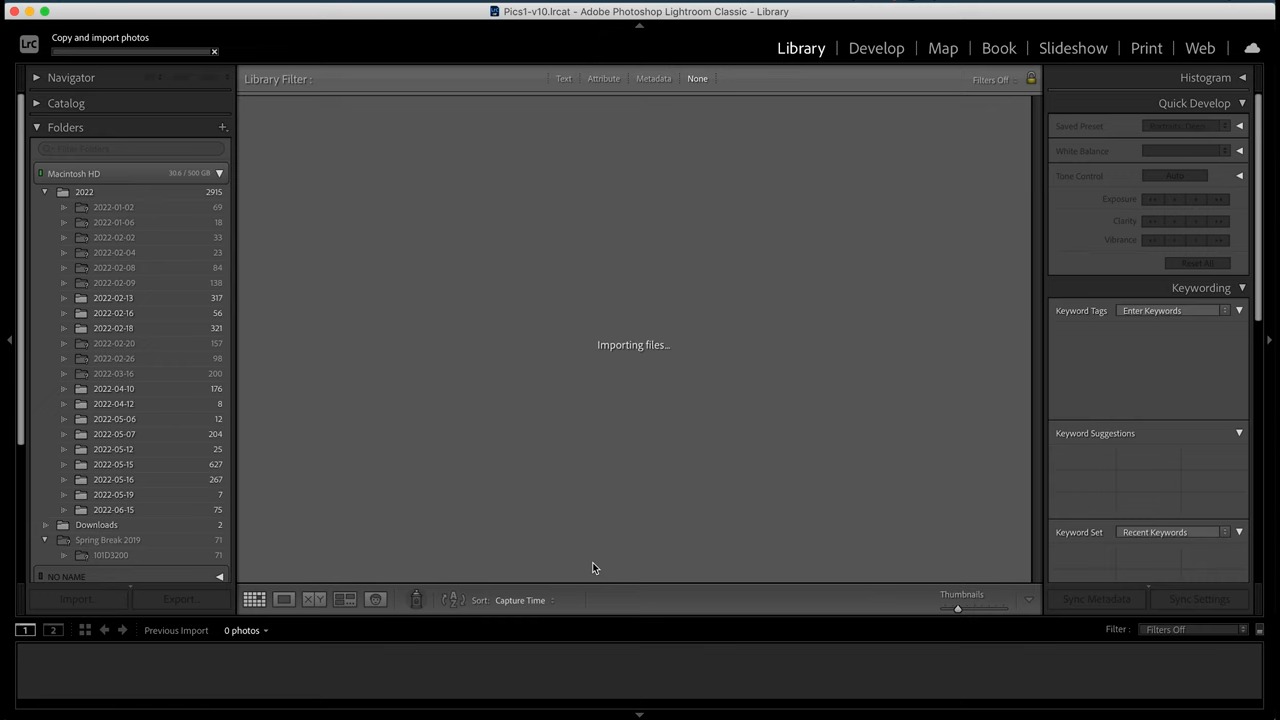 Pics1-v10.lrcat - Adobe Photoshop Lightroom Classic - Library
LrC
Copy and import photos
Library
Develop
Map
Book
Slideshow
Print
Web
Navigator
Catalog
Folders
Filter Folders
Macintosh HD 30.6 / 500 GB
2022 2915
2022-01-02 69
2022-01-06 18
2022-02-02 33
2022-02-04 23
2022-02-08 84
2022-02-09 138
2022-02-13 317
2022-02-16 56
2022-02-18 321
2022-02-20 157
2022-02-26 98
2022-03-16 200
2022-04-10 176
2022-04-12 8
2022-05-06 12
2022-05-07 204
2022-05-12 25
2022-05-15 627
2022-05-16 267
2022-05-19 7
2022-06-15 75
Downloads 2
Spring Break 2019 71
101D3200 71
NO NAME
Import...
Export...
Library Filter :
Text
Attribute
Metadata
None
Filters Off
Importing files...
X Y
Sort: Capture Time
Thumbnails
Histogram
Quick Develop
Saved Preset
White Balance
Tone Control Auto
Exposure
Clarity
Vibrance
Reset All
Keywording
Keyword Tags Enter Keywords
Keyword Suggestions
Keyword Set Recent Keywords
Sync Metadata
Sync Settings
1 2 Previous Import 0 photos
Filter : Filters Off